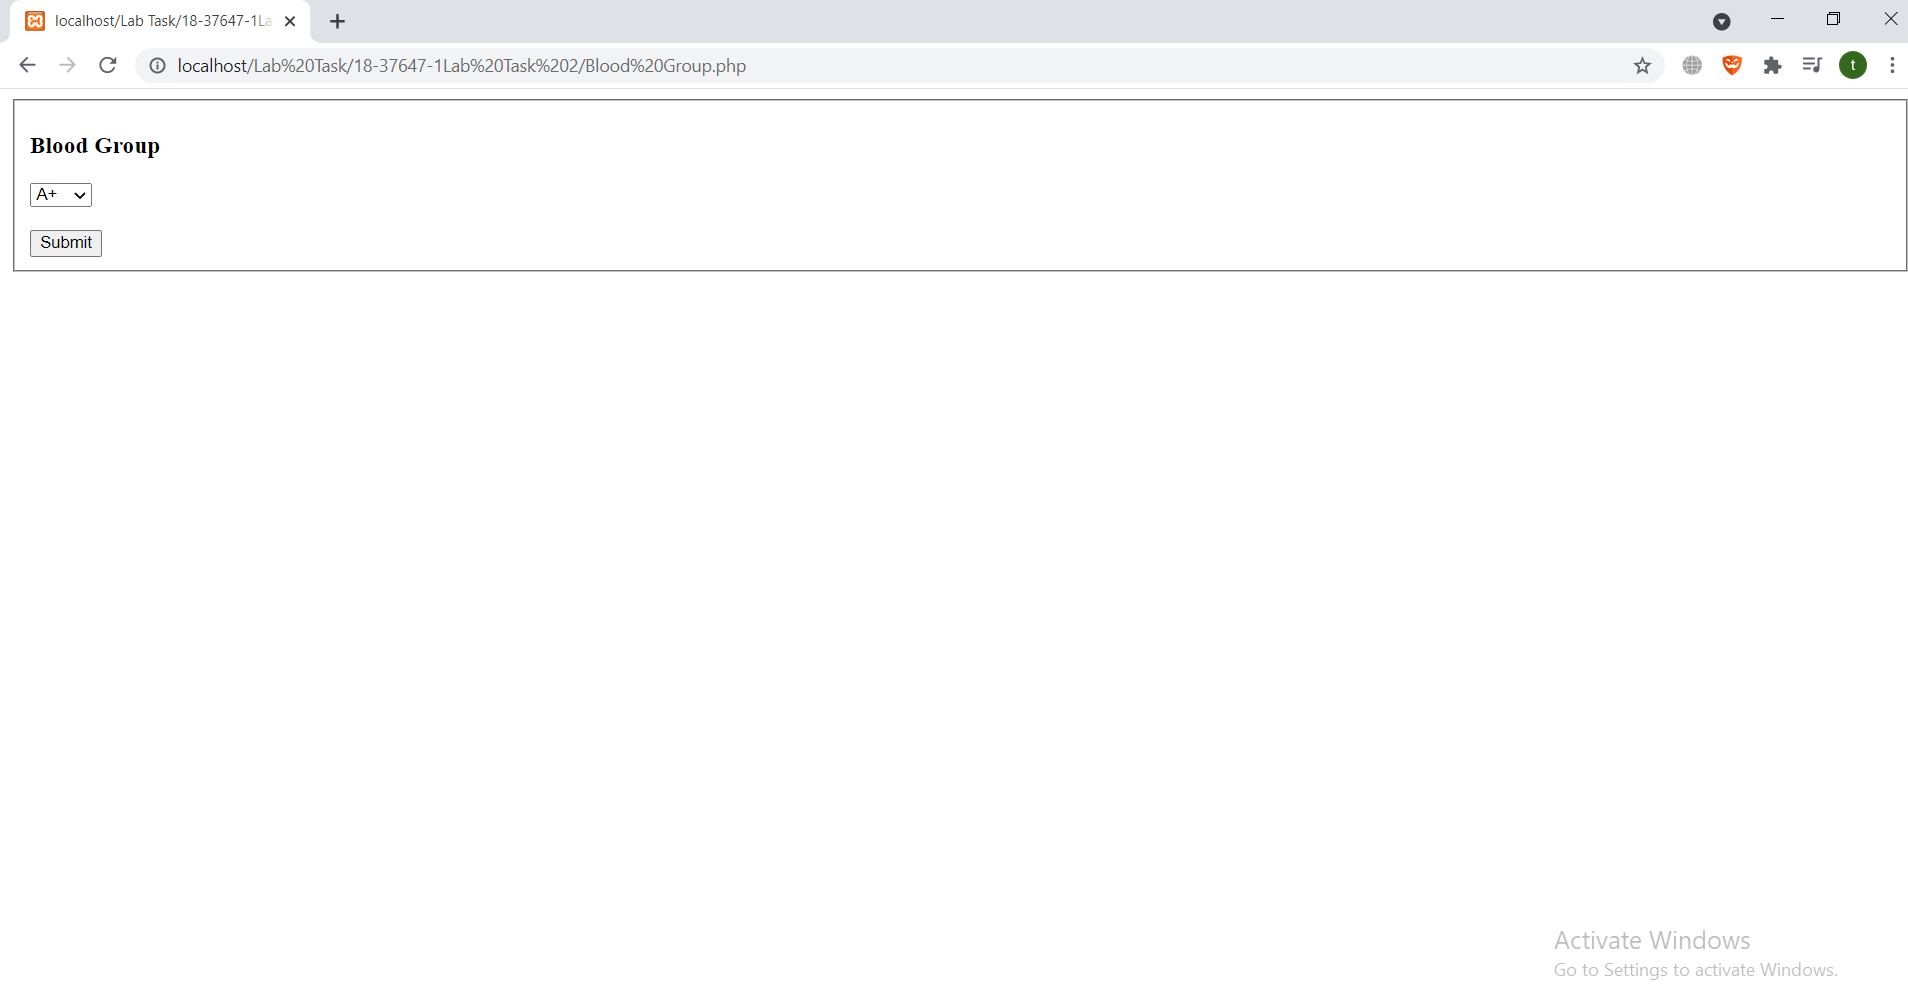 localhost/Lab Task/18-37647-1La
localhost/Lab%20Task/18-37647-1Lab%20Task%202/Blood%20Group.php
t
Blood Group
A+
Submit
Activate Windows
Go to Settings to activate Windows.